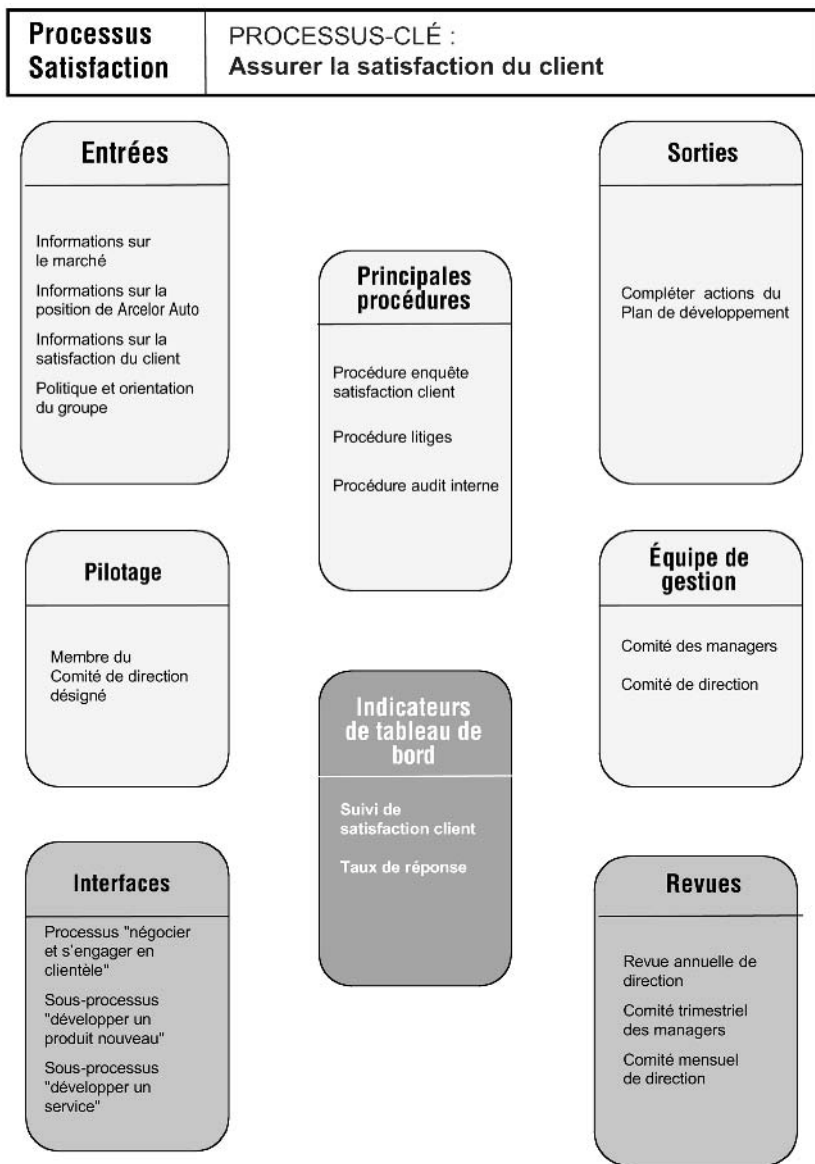 Processus
Satisfaction
PROCESSUS-CLÉ :
Assurer la satisfaction du client
Entrées
Informations sur
le marché
Informations sur la
position de Arcelor Auto
Informations sur la
satisfaction du client
Politique et orientation
du groupe
Principales
procédures
Procédure enquête
satisfaction client
Procédure litiges
Procédure audit interne
Sorties
Compléter actions du
Plan de développement
Pilotage
Membre du
Comité de direction
désigné
Indicateurs
de tableau de
bord
Suivi de
satisfaction client
Taux de réponse
Équipe de
gestion
Comité des managers
Comité de direction
Interfaces
Processus "négocier
et s'engager en
clientèle"
Sous-processus
"développer un
produit nouveau"
Sous-processus
"développer un
service"
Revues
Revue annuelle de
direction
Comité trimestriel
des managers
Comité mensuel
de direction